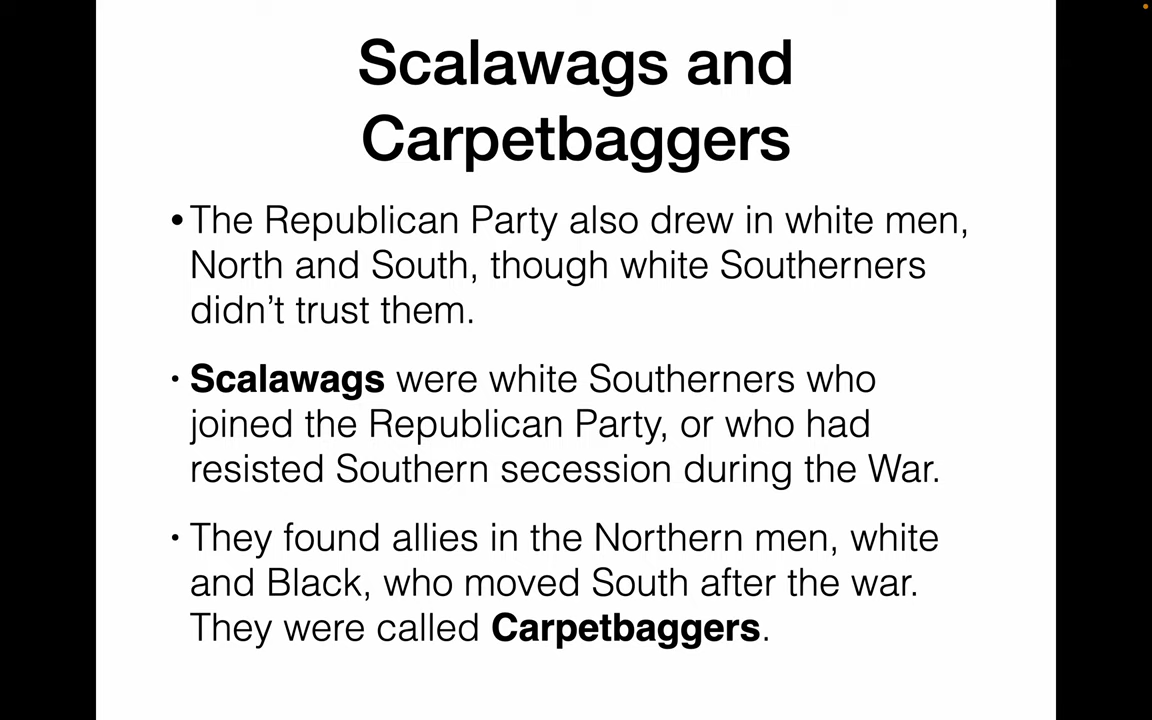 Scalawags and
Carpetbaggers
•The Republican Party also drew in white men,
North and South, though white Southerners
didn’t trust them.
• Scalawags were white Southerners who
joined the Republican Party, or who had
resisted Southern secession during the War.
• They found allies in the Northern men, white
and Black, who moved South after the war.
They were called Carpetbaggers.